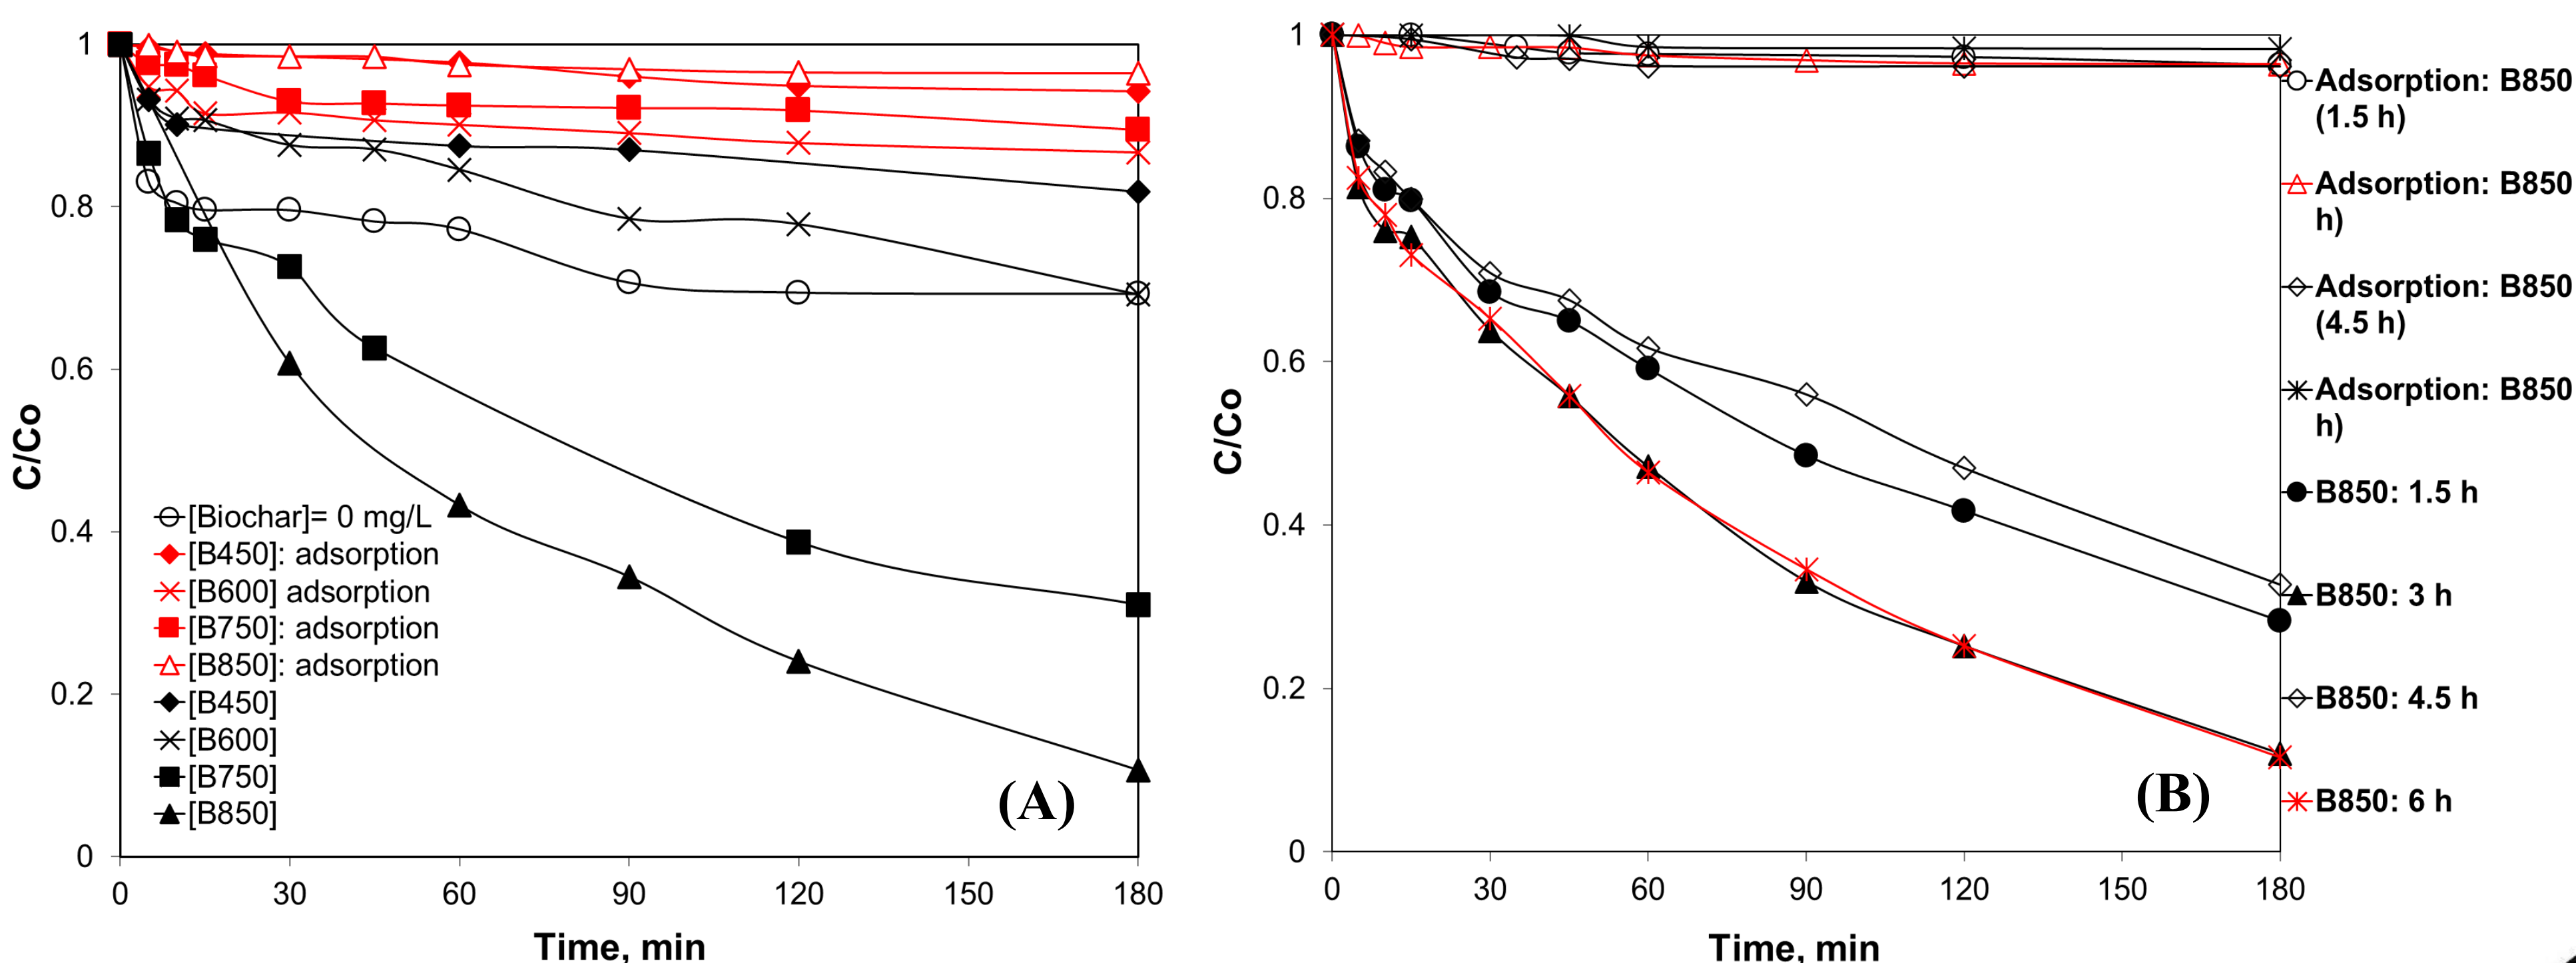 1
0.8
0.6
0.4
0.2
0
C/Co
0 30 60 90 120 150 180
Time, min
[Biochar]= 0 mg/L
[B450]: adsorption
[B600] adsorption
[B750]: adsorption
[B850]: adsorption
[B450]
[B600]
[B750]
[B850]
(A)
1
0.8
0.6
0.4
0.2
0
C/Co
0 30 60 90 120 150 180
Time, min
(B)
Adsorption: B850
(1.5 h)
Adsorption: B850
h)
Adsorption: B850
(4.5 h)
Adsorption: B850
h)
B850: 1.5 h
B850: 3 h
B850: 4.5 h
B850: 6 h